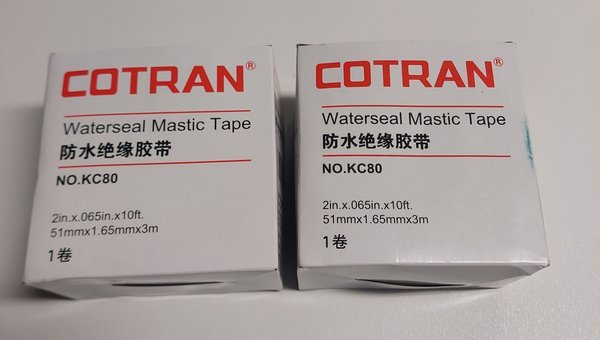 COTRAN®
Waterseal Mastic Tape
防水绝缘胶带
NO.KC80
2in.x.065in.x10ft.
51mmx1.65mmx3m
1卷
COTRAN®
Waterseal Mastic Tape
防水绝缘胶带
NO.KC80
2in.x.065in.x10ft.
51mmx1.65mmx3m
1卷